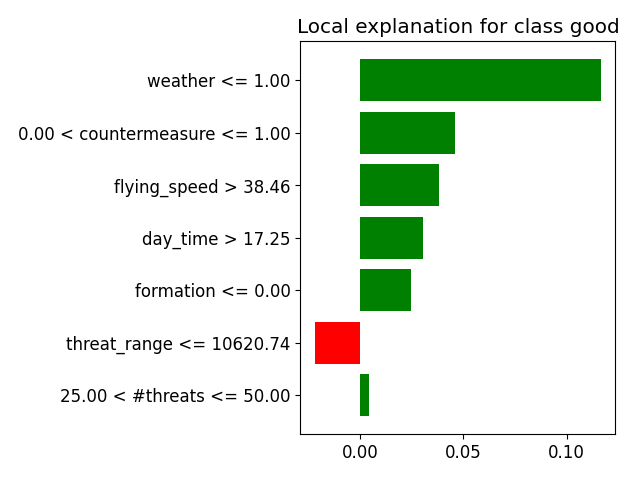 Local explanation for class good
weather <= 1.00
0.00 < countermeasure <= 1.00
flying_speed > 38.46
day_time > 17.25
formation <= 0.00
threat_range <= 10620.74
25.00 < #threats <= 50.00
0.00 0.05 0.10